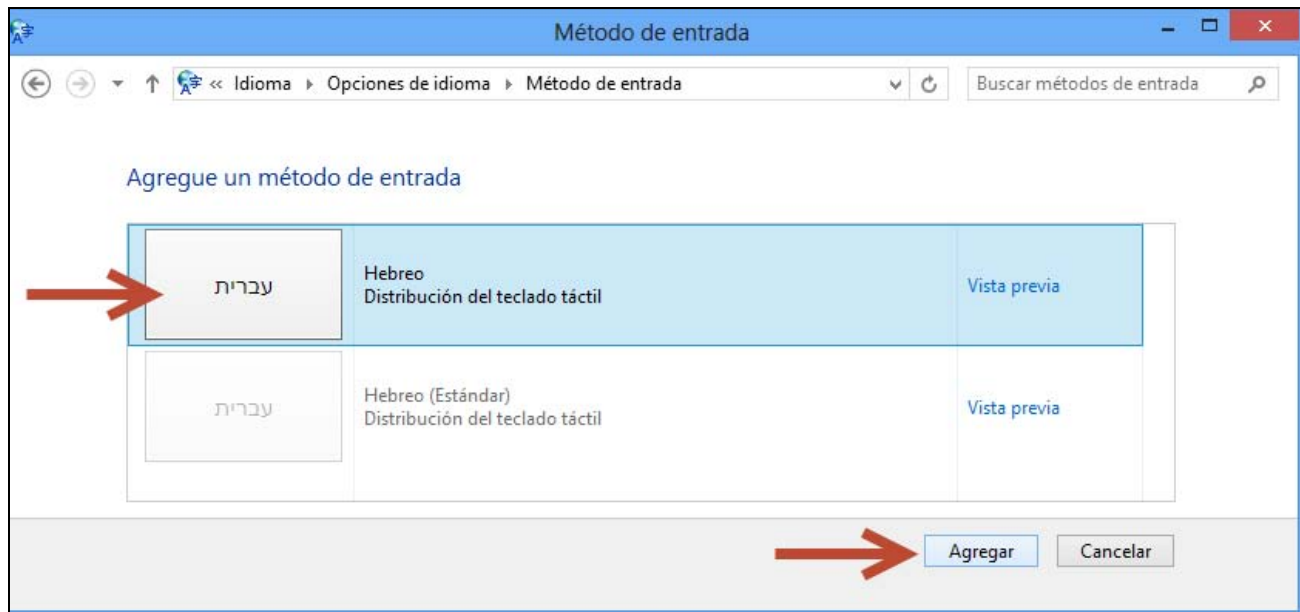 Método de entrada
« Idioma ▸ Opciones de idioma ▸ Método de entrada
Buscar métodos de entrada
Agregue un método de entrada
עברית
Hebreo
Distribución del teclado táctil
Vista previa
עברית
Hebreo (Estándar)
Distribución del teclado táctil
Vista previa
Agregar
Cancelar